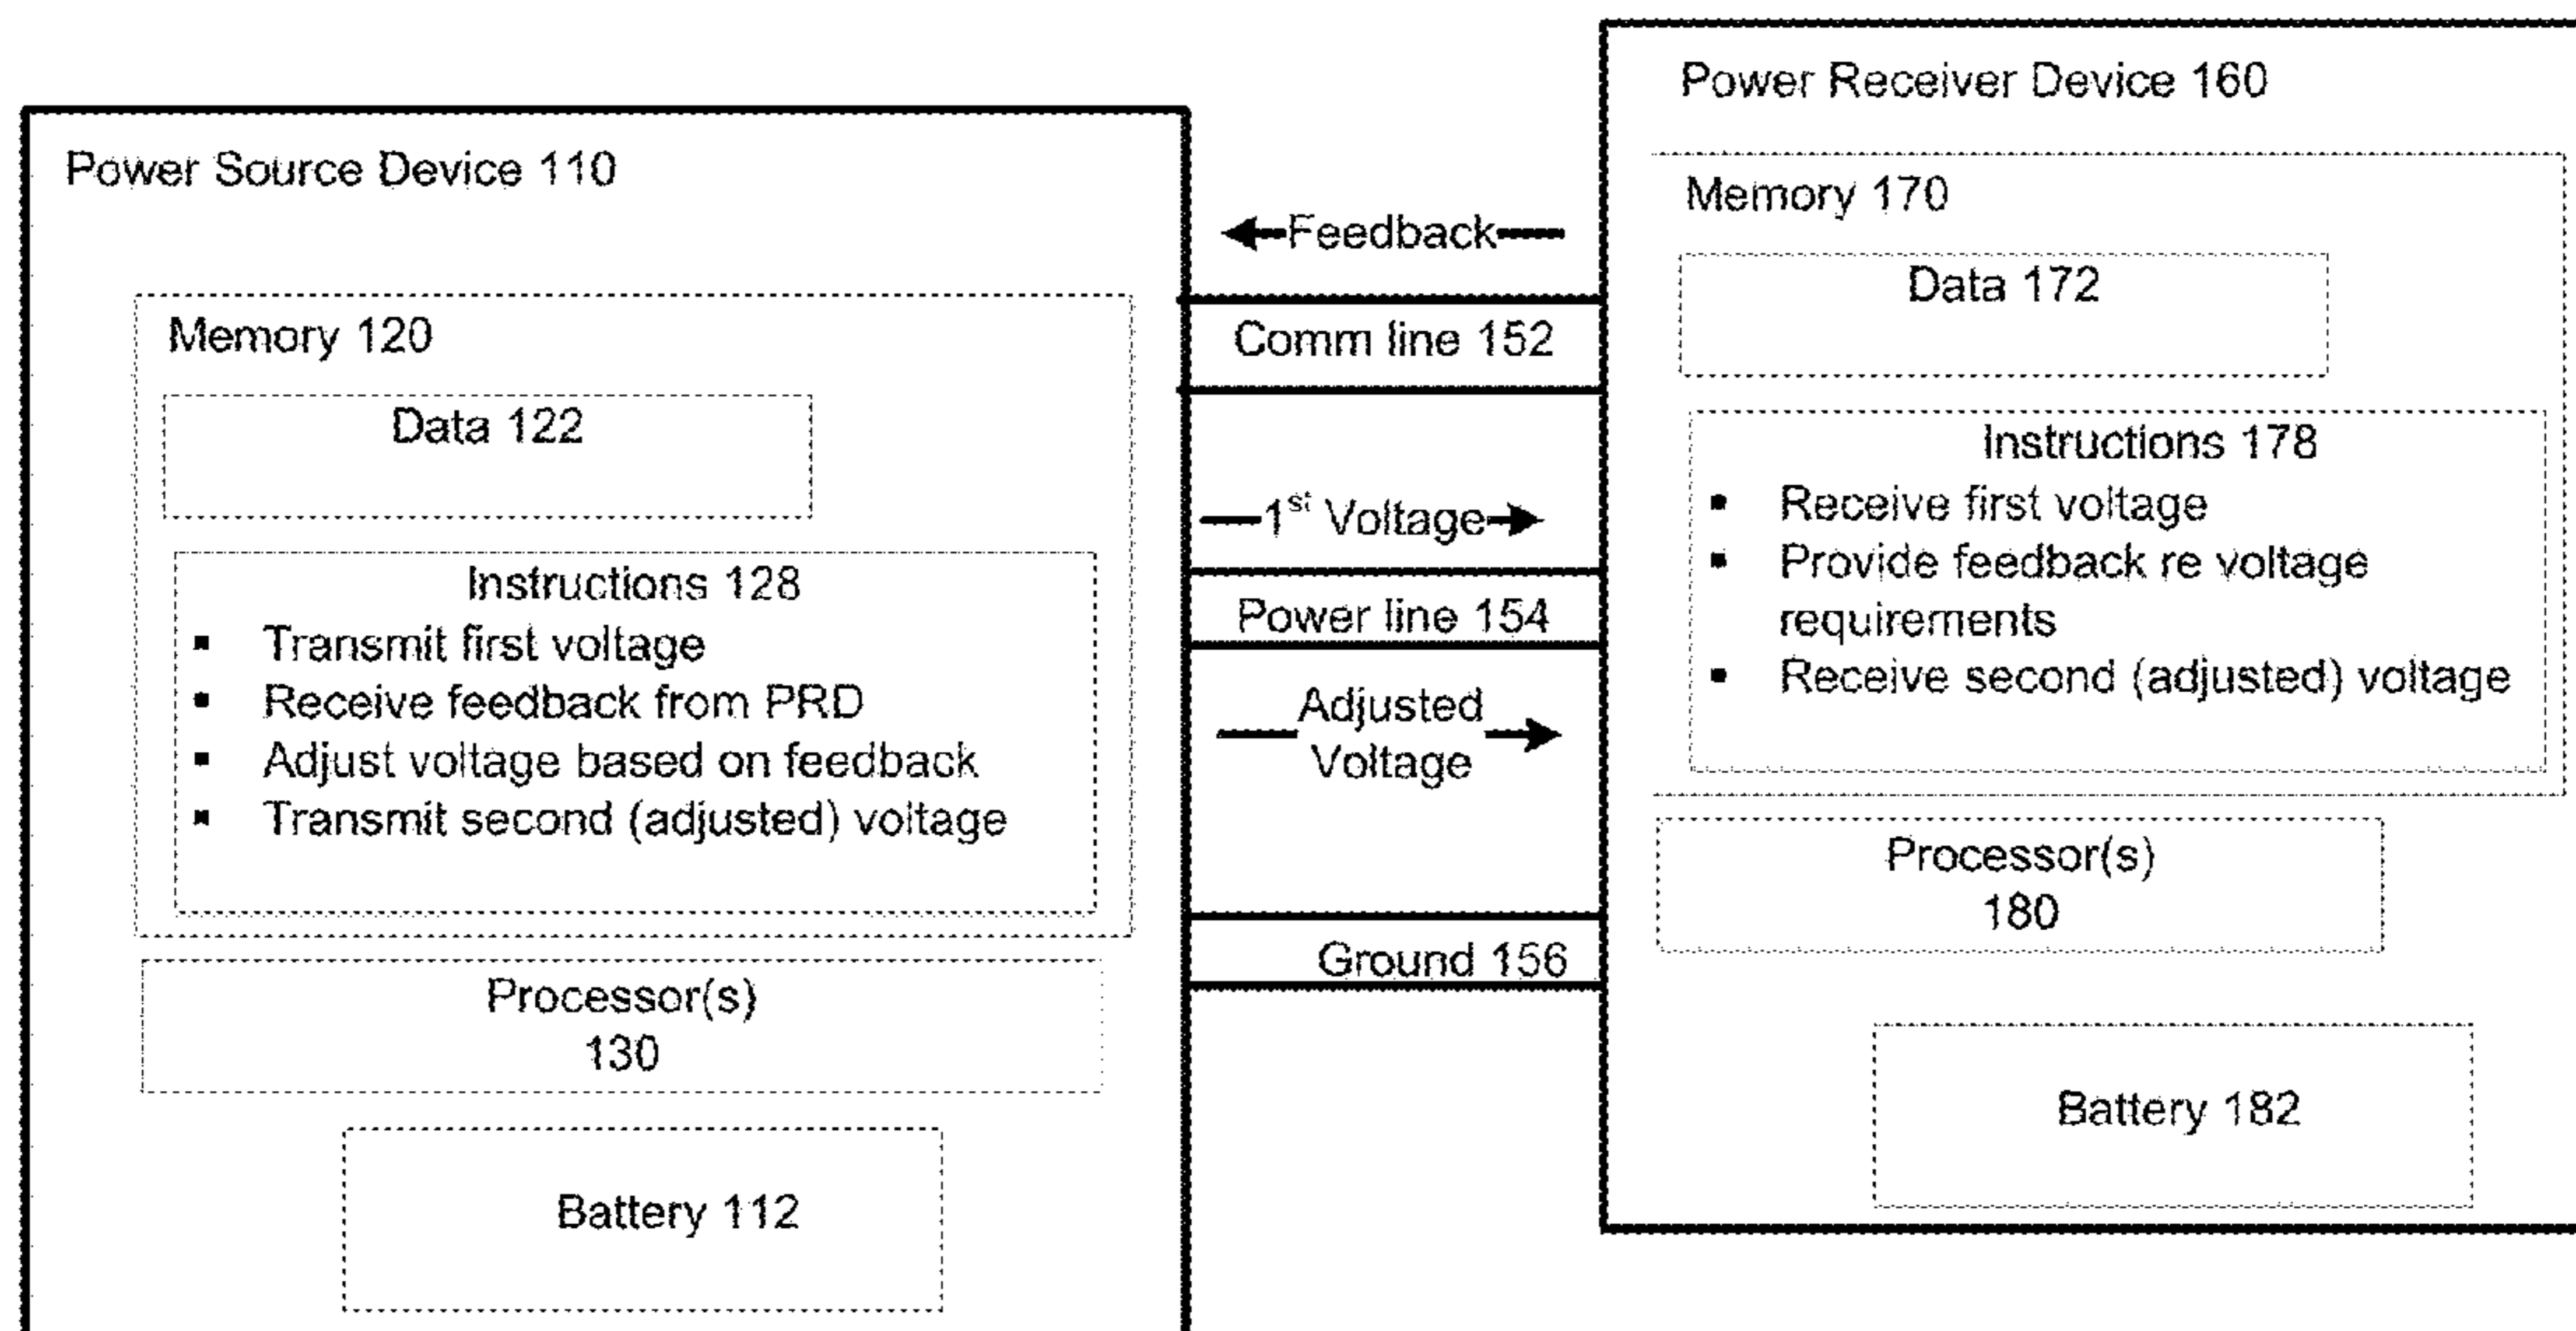 Power Source Device 110
Memory 120
Data 122
Instructions 128
▪ Transmit first voltage
▪ Receive feedback from PRD
▪ Adjust voltage based on feedback
▪ Transmit second (adjusted) voltage
Processor(s)
130
Battery 112
Feedback
Comm line 152
1st Voltage
Power line 154
Adjusted
Voltage
Ground 156
Power Receiver Device 160
Memory 170
Data 172
Instructions 178
▪ Receive first voltage
▪ Provide feedback re voltage
requirements
▪ Receive second (adjusted) voltage
Processor(s)
180
Battery 182